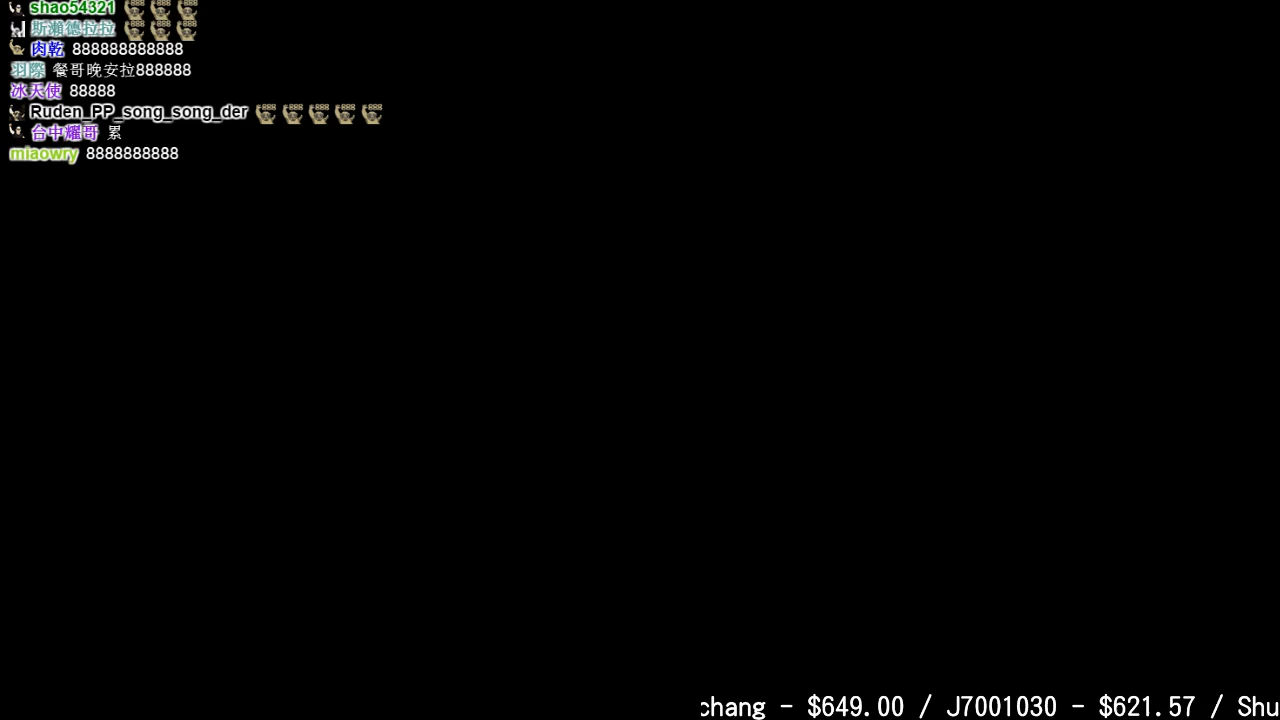 shao54321
斯瀨德拉拉
肉乾 888888888888
羽際 餐哥晚安拉888888
冰天使 88888
Ruden_PP_song_song_der
台中耀哥 累
miaowry 8888888888
chang - $649.00 / J7001030 - $621.57 / Shu